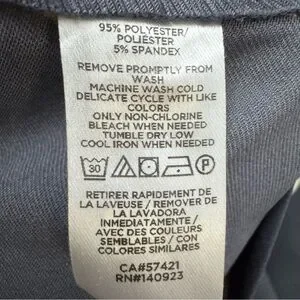 95% POLYESTER/
POLIÉSTER
5% SPANDEX
REMOVE PROMPTLY FROM
WASH
MACHINE WASH COLD
DELICATE CYCLE WITH LIKE
COLORS
ONLY NON-CHLORINE
BLEACH WHEN NEEDED
TUMBLE DRY LOW
COOL IRON WHEN NEEDED
30 P
RETIRER RAPIDEMENT DE
LA LAVEUSE / REMOVER DE
LA LAVADORA
INMEDIATAMENTE /
AVEC DES COULEURS
SEMBLABLES / CON
COLORES SIMILARES
CA#57421
RN#140923